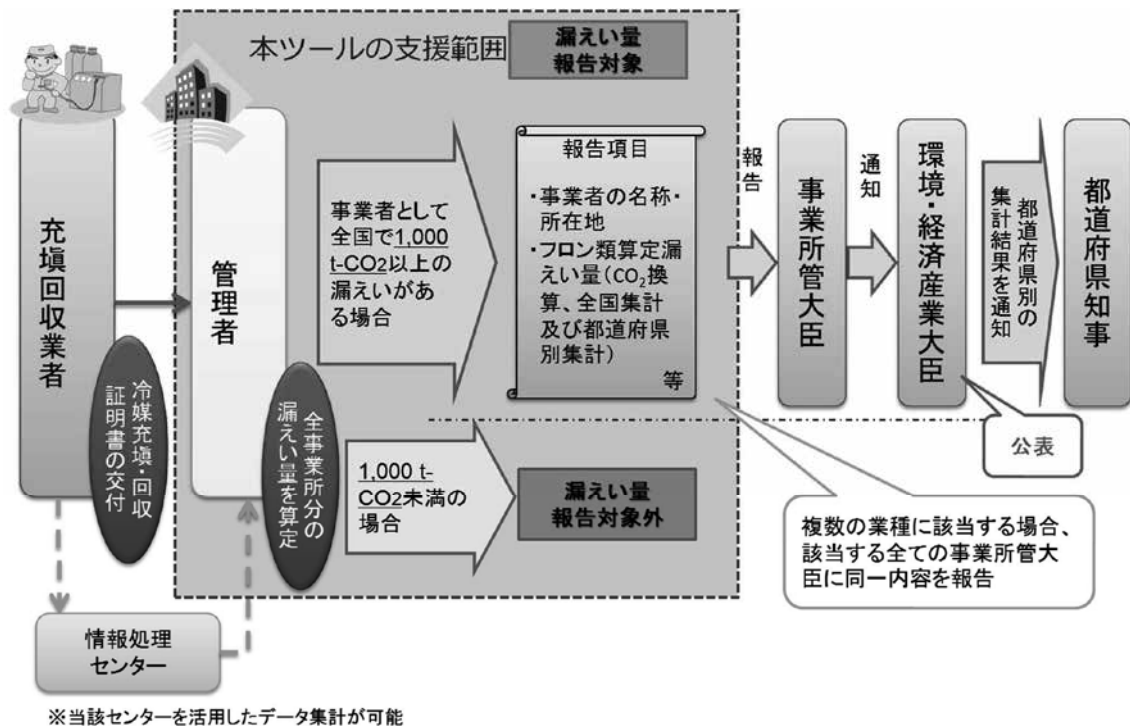 本ツールの支援範囲
漏えい量
報告対象
充填回収業者
冷媒充填・回収
証明書の交付
管理者
全事業所分の
漏えい量を算定
事業者として
全国で1,000
t-CO2以上の
漏えいがあ
る場合
報告項目
・事業者の名称・
所在地
・フロン類算定漏
えい量(CO₂換
算、全国集計
及び都道府県
別集計)
等
報告
事業所管大臣
通知
環境・経済産業大臣
都道府県別の
集計結果を通知
都道府県知事
公表
1,000 t-
CO2未満の
場合
漏えい量
報告対象外
複数の業種に該当する場合、
該当する全ての事業所管大
臣に同一内容を報告
情報処理
センター
※当該センターを活用したデータ集計が可能